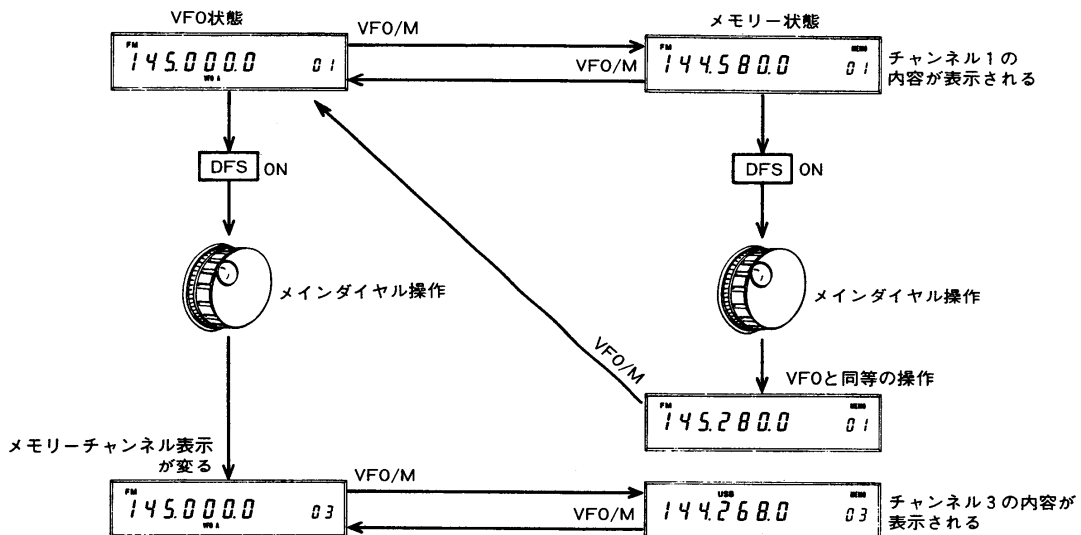 VFO状態
メモリー状態
FM
145.000.0
01
VFO A
VFO/M
VFO/M
FM
144.580.0
MEMO
01
チャンネル1の
内容が表示される
DFS ON
DFS ON
メインダイヤル操作
メインダイヤル操作
VFO/M
VFOと同等の操作
FM
145.280.0
MEMO
01
メモリーチャンネル表示
が変る
FM
145.000.0
03
VFO A
VFO/M
VFO/M
USB
144.268.0
MEMO
03
チャンネル3の内容が
表示される